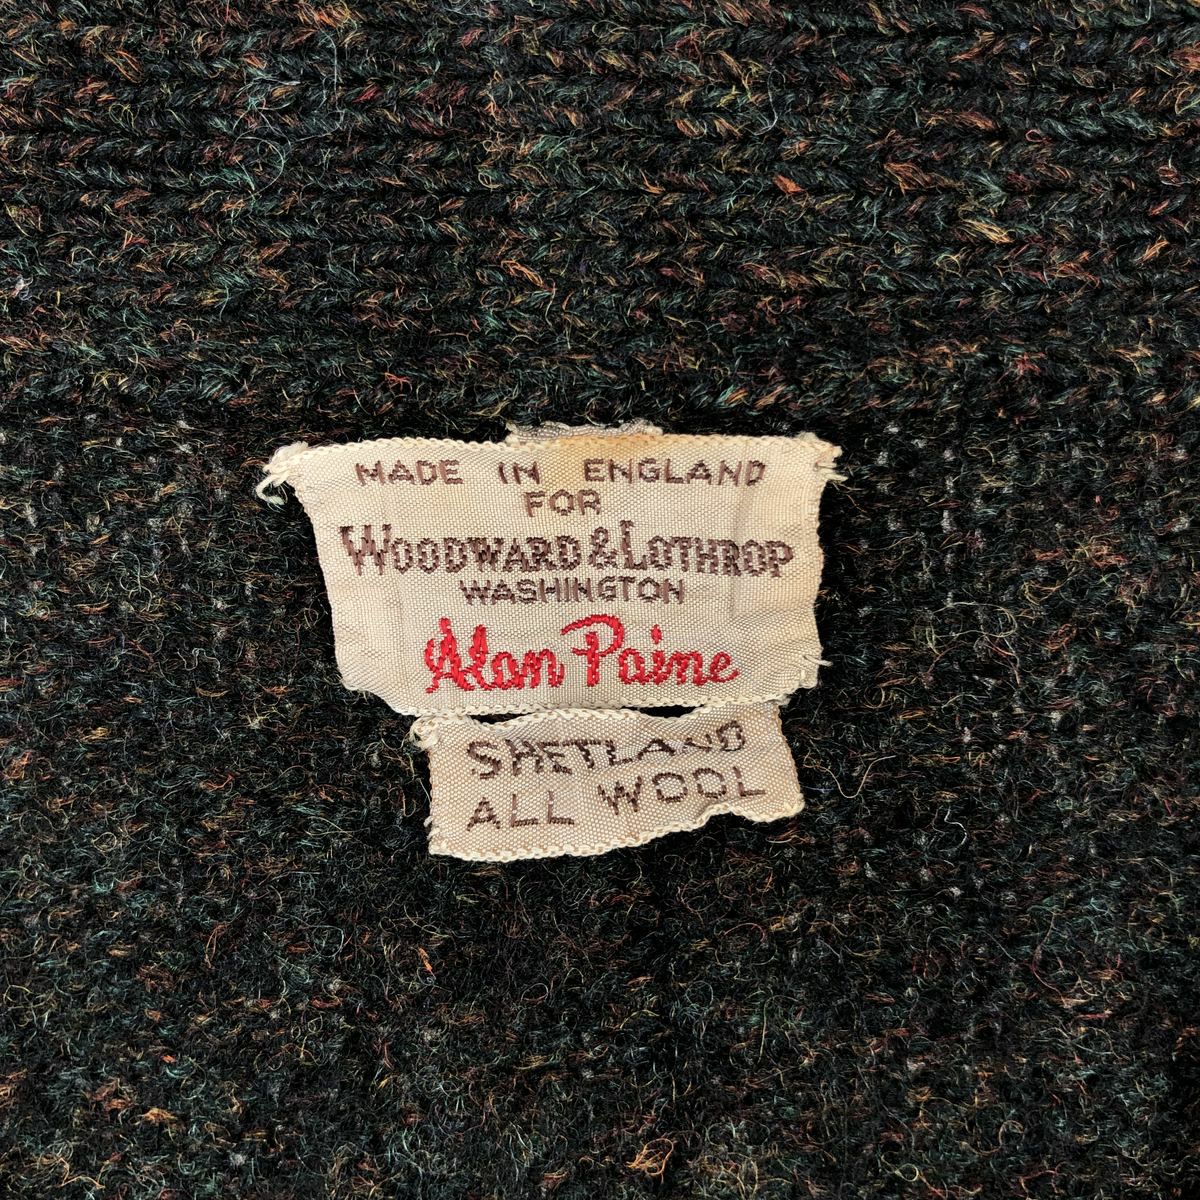 MADE IN ENGLAND
FOR
WOODWARD & LOTHROP
WASHINGTON
Alan Paine
SHETLAND
ALL WOOL